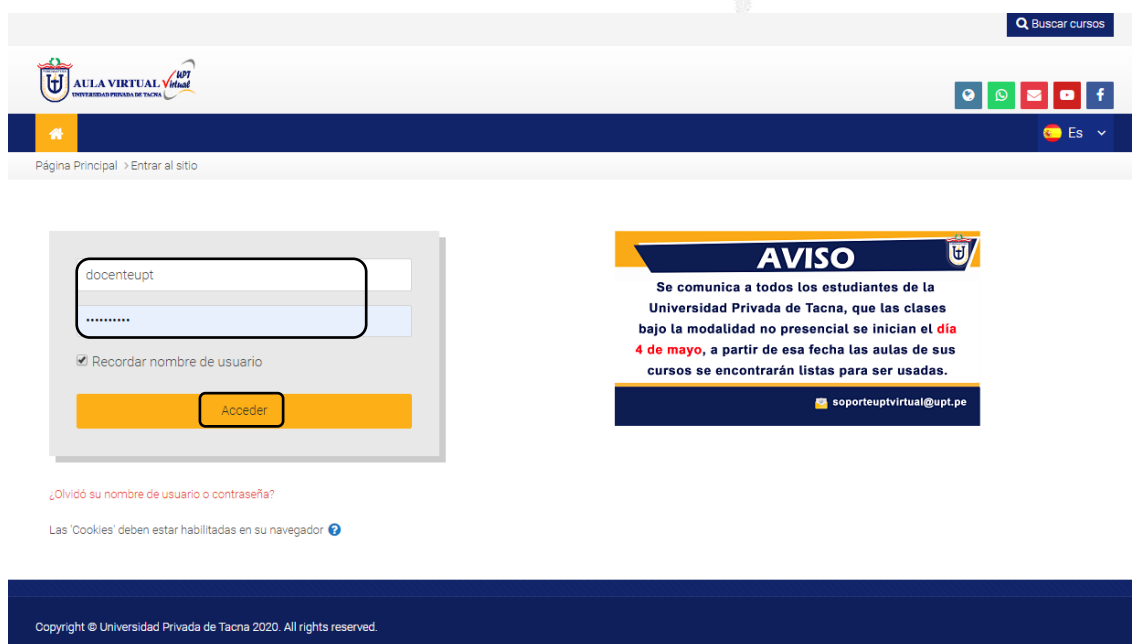 Buscar cursos
AULA VIRTUAL UPT Virtual
UNIVERSIDAD PRIVADA DE TACNA
Es
Página Principal > Entrar al sitio
docenteupt
••••••••••
Recordar nombre de usuario
Acceder
¿Olvidó su nombre de usuario o contraseña?
Las 'Cookies' deben estar habilitadas en su navegador
AVISO
Se comunica a todos los estudiantes de la
Universidad Privada de Tacna, que las clases
bajo la modalidad no presencial se inician el día
4 de mayo, a partir de esa fecha las aulas de sus
cursos se encontrarán listas para ser usadas.
soporteuptvirtual@upt.pe
Copyright © Universidad Privada de Tacna 2020. All rights reserved.